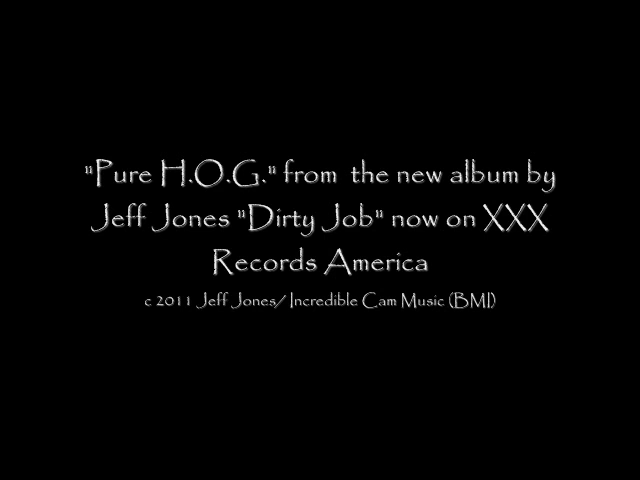 "Pure H.O.G." from  the new album by
Jeff Jones "Dirty Job" now on XXX
Records America
c 2011 Jeff Jones/ Incredible Cam Music (BMI)